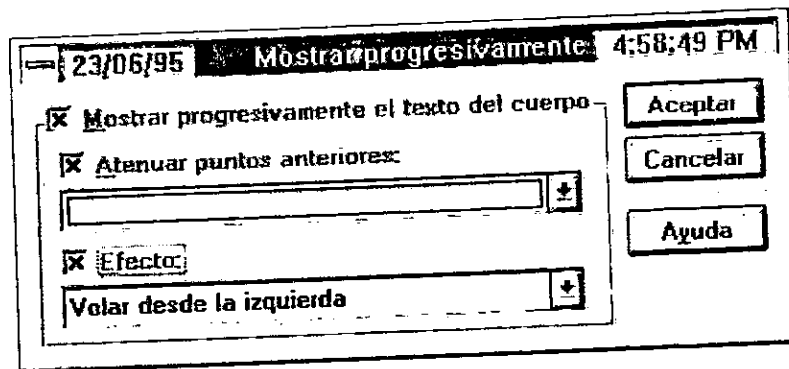 23/06/95 Mostrar progresivamente 4:58:49 PM
Mostrar progresivamente el texto del cuerpo
Aceptar
Atenuar puntos anteriores:
Cancelar
Ayuda
Efecto:
Volar desde la izquierda